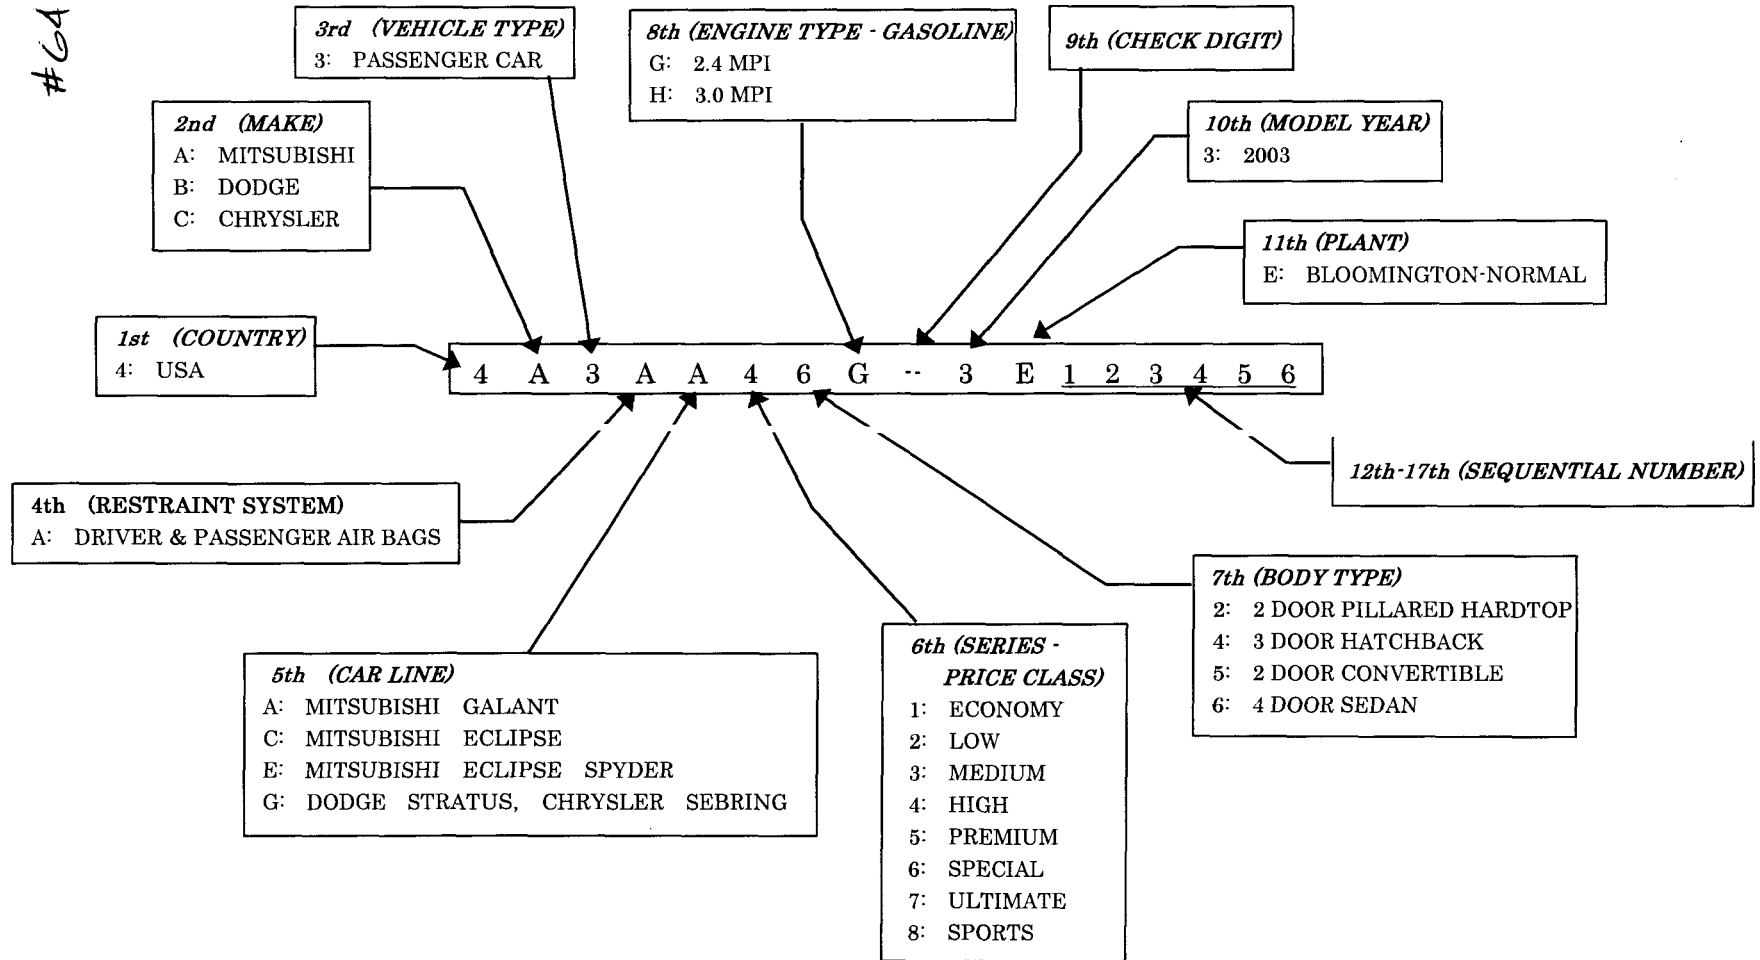 #64
3rd (VEHICLE TYPE)
3: PASSENGER CAR
8th (ENGINE TYPE - GASOLINE)
G: 2.4 MPI
H: 3.0 MPI
9th (CHECK DIGIT)
2nd (MAKE)
A: MITSUBISHI
B: DODGE
C: CHRYSLER
10th (MODEL YEAR)
3: 2003
11th (PLANT)
E: BLOOMINGTON-NORMAL
1st (COUNTRY)
4: USA
4 A 3 A A 4 6 G -- 3 E 1 2 3 4 5 6
12th-17th (SEQUENTIAL NUMBER)
4th (RESTRAINT SYSTEM)
A: DRIVER & PASSENGER AIR BAGS
7th (BODY TYPE)
2: 2 DOOR PILLARED HARDTOP
4: 3 DOOR HATCHBACK
5: 2 DOOR CONVERTIBLE
6: 4 DOOR SEDAN
5th (CAR LINE)
A: MITSUBISHI GALANT
C: MITSUBISHI ECLIPSE
E: MITSUBISHI ECLIPSE SPYDER
G: DODGE STRATUS, CHRYSLER SEBRING
6th (SERIES -
PRICE CLASS)
1: ECONOMY
2: LOW
3: MEDIUM
4: HIGH
5: PREMIUM
6: SPECIAL
7: ULTIMATE
8: SPORTS